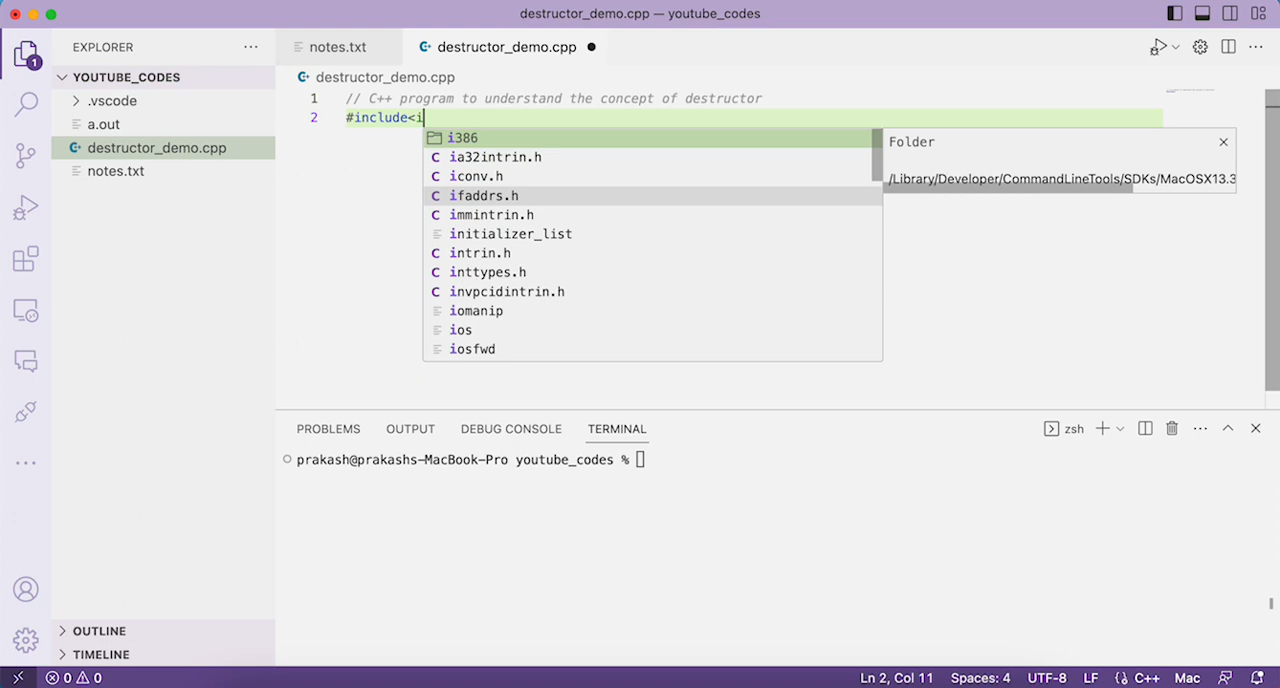 destructor_demo.cpp — youtube_codes
EXPLORER
notes.txt
destructor_demo.cpp
1
YOUTUBE_CODES
.vscode
a.out
destructor_demo.cpp
notes.txt
destructor_demo.cpp
1 // C++ program to understand the concept of destructor
2 #include<i
i386
C ia32intrin.h
C iconv.h
C ifaddrs.h
C immintrin.h
initializer_list
C intrin.h
C inttypes.h
C invpcidintrin.h
iomanip
ios
iosfwd
Folder
/Library/Developer/CommandLineTools/SDKs/MacOSX13.3
PROBLEMS OUTPUT DEBUG CONSOLE TERMINAL
zsh
prakash@prakashs-MacBook-Pro youtube_codes %
OUTLINE
TIMELINE
0 0
Ln 2, Col 11 Spaces: 4 UTF-8 LF {} C++ Mac